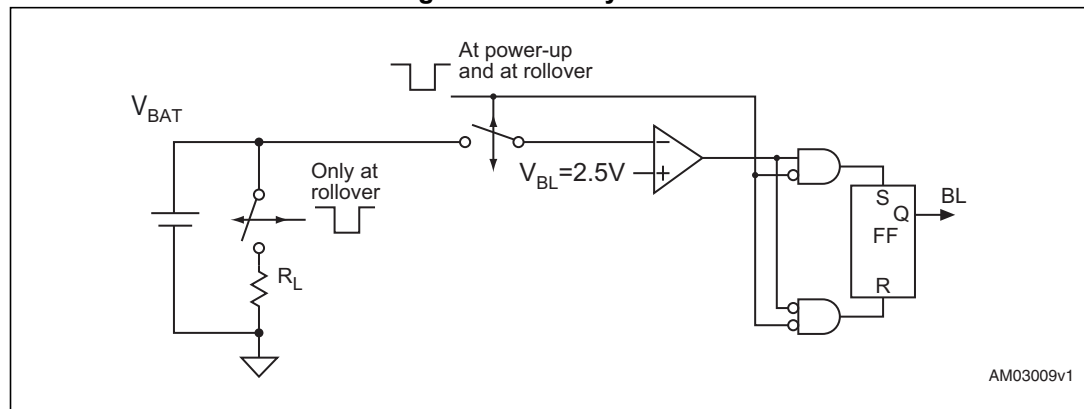 At power-up
and at rollover
V_BAT
Only at
rollover
V_BL=2.5V
− 
+
R_L
S
Q
FF
R
BL
AM03009v1